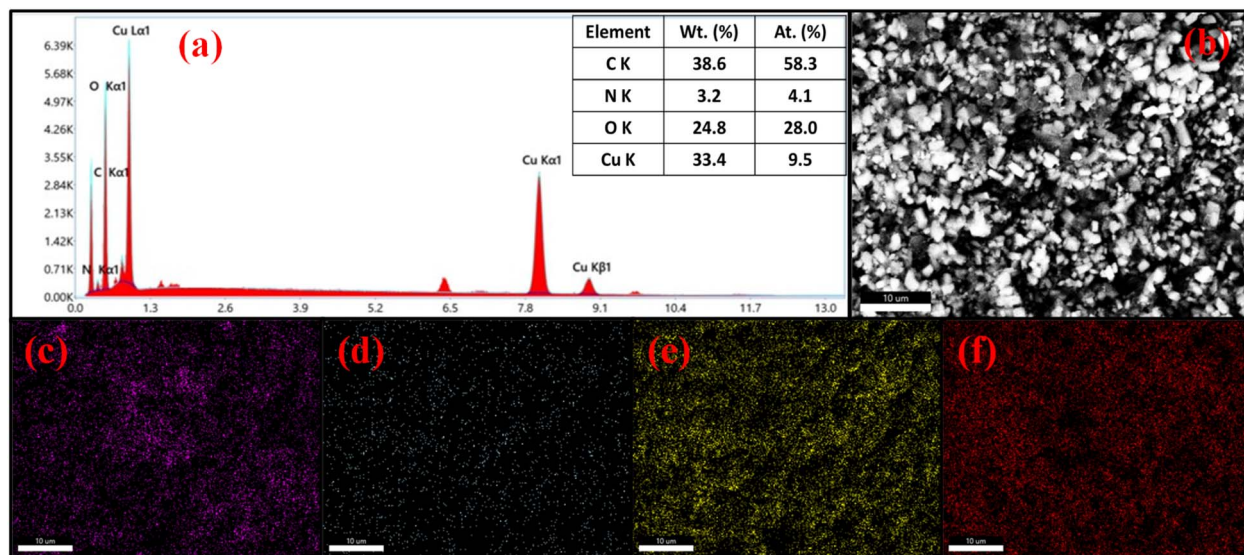 (a)
6.39K
5.68K
4.97K
4.26K
3.55K
2.84K
2.13K
1.42K
0.71K
0.00K
0.0 1.3 2.6 3.9 5.2 6.5 7.8 9.1 10.4 11.7 13.0
Cu Lα1
O Kα1
C Kα1
N Kα1
Cu Kα1
Cu Kβ1
Element Wt. (%) At. (%)
C K 38.6 58.3
N K 3.2 4.1
O K 24.8 28.0
Cu K 33.4 9.5
(b)
10 um
(c)
10 um
(d)
10 um
(e)
10 um
(f)
10 um